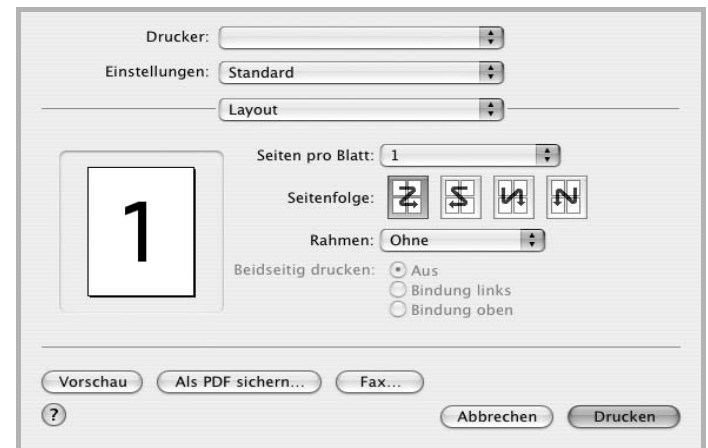 Drucker:
Einstellungen: Standard
Layout
Seiten pro Blatt: 1
1
Seitenfolge:
Rahmen: Ohne
Beidseitig drucken: Aus
Bindung links
Bindung oben
Vorschau Als PDF sichern... Fax...
? Abbrechen Drucken